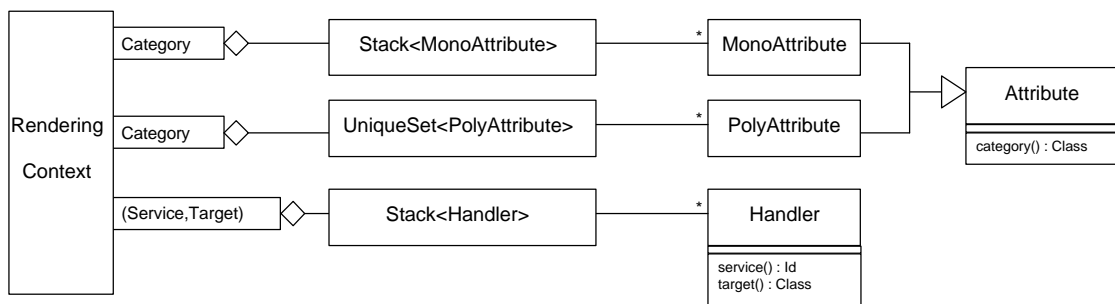 Rendering
Context
Category
Stack<MonoAttribute>
*
MonoAttribute
Category
UniqueSet<PolyAttribute>
*
PolyAttribute
Attribute
category() : Class
(Service,Target)
Stack<Handler>
*
Handler
service() : Id
target() : Class